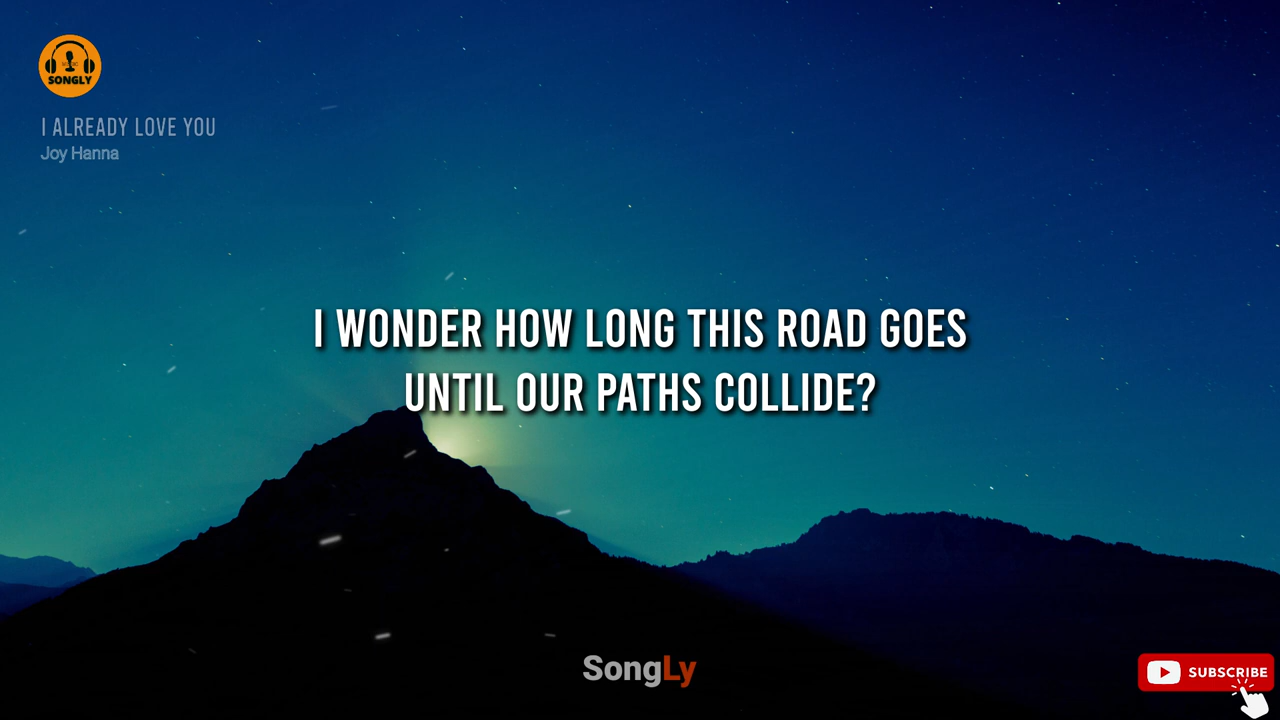 SONGLY
I ALREADY LOVE YOU
Joy Hanna
I WONDER HOW LONG THIS ROAD GOES
UNTIL OUR PATHS COLLIDE?
SongLy
SUBSCRIBE